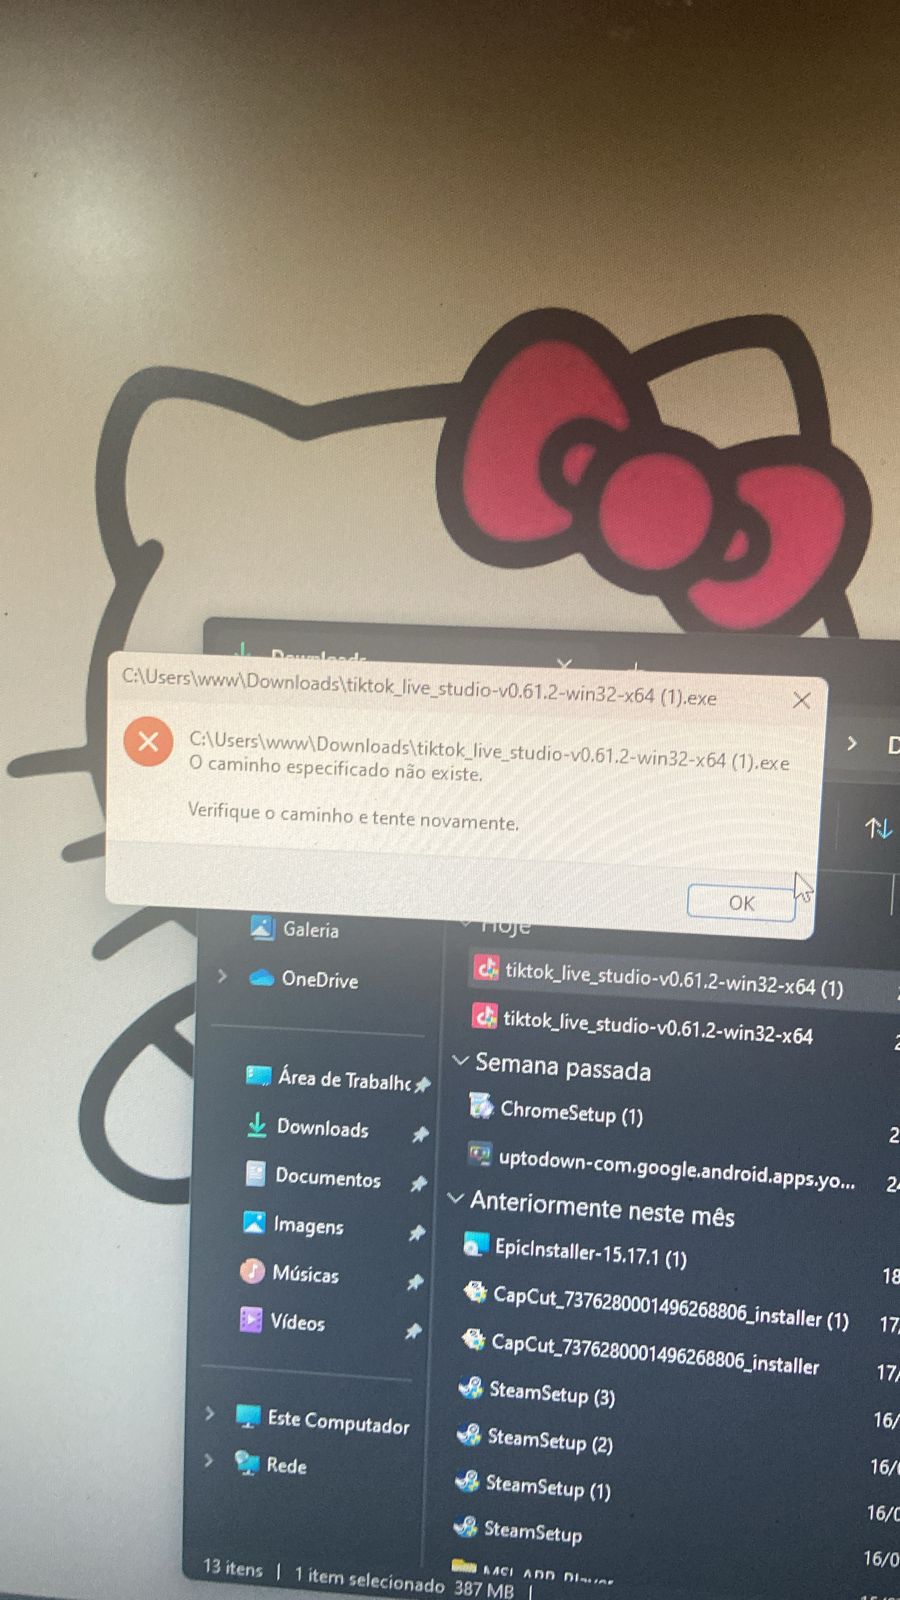 Downloads
C:\Users\www\Downloads\tiktok_live_studio-v0.61.2-win32-x64 (1).exe
C:\Users\www\Downloads\tiktok_live_studio-v0.61.2-win32-x64 (1).exe
O caminho especificado não existe.
Verifique o caminho e tente novamente.
OK
D
Galeria
OneDrive
Área de Trabalho
Downloads
Documentos
Imagens
Músicas
Vídeos
Este Computador
Rede
Hoje
tiktok_live_studio-v0.61.2-win32-x64 (1)
tiktok_live_studio-v0.61.2-win32-x64
Semana passada
ChromeSetup (1)
uptodown-com.google.android.apps.yo...
Anteriormente neste mês
EpicInstaller-15.17.1 (1)
18
CapCut_7376280001496268806_installer (1)
17/
CapCut_7376280001496268806_installer
17/
SteamSetup (3)
16/
SteamSetup (2)
16/
SteamSetup (1)
16/0
SteamSetup
16/0
13 itens
1 item selecionado 387 MB